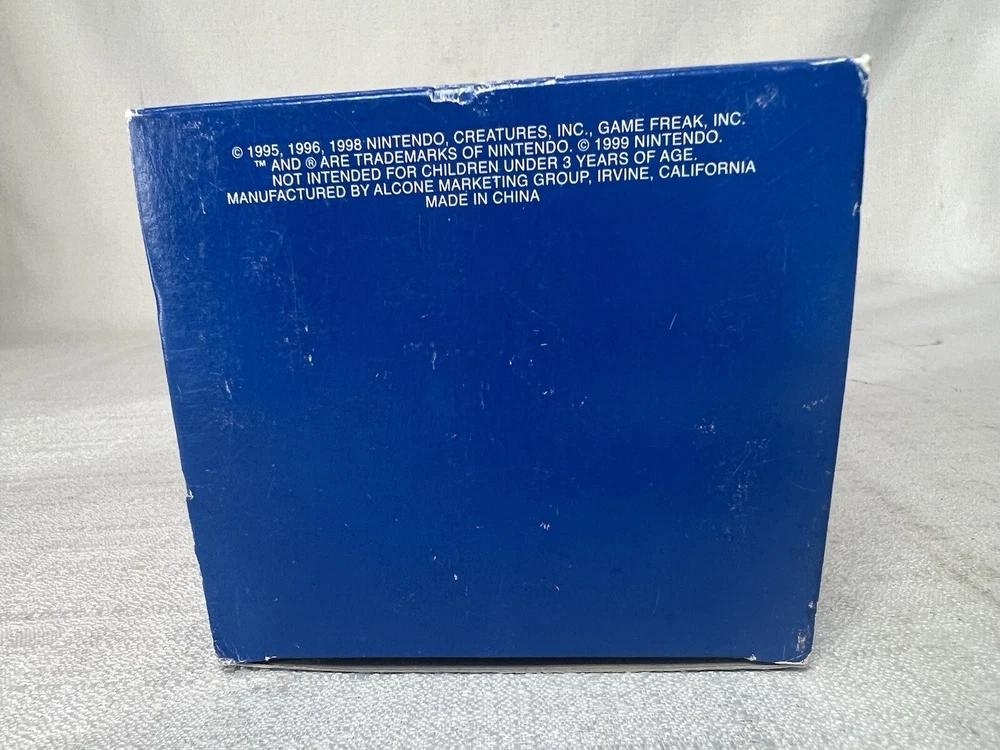 © 1995, 1996, 1998 NINTENDO, CREATURES, INC., GAME FREAK, INC.
™ AND ® ARE TRADEMARKS OF NINTENDO. © 1999 NINTENDO.
NOT INTENDED FOR CHILDREN UNDER 3 YEARS OF AGE.
MANUFACTURED BY ALCONE MARKETING GROUP, IRVINE, CALIFORNIA
MADE IN CHINA